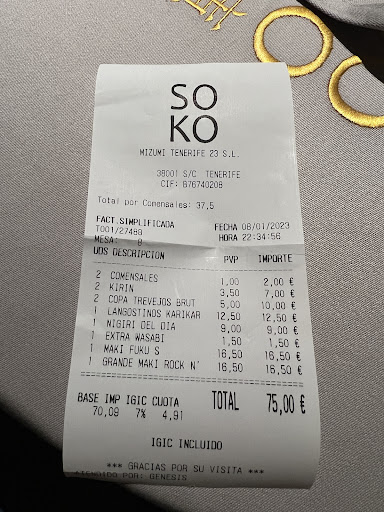 SO
KO
MIZUMI TENERIFE 23 S.L.
38001 S/C TENERIFE
CIF: B76740208
Total por Comensales: 37,5
FACT.SIMPLIFICADA
T001/27480 FECHA 08/01/2023
MESA: 8 HORA 22:34:56
UDS DESCRIPCION PVP IMPORTE
2 COMENSALES 1,00 2,00 €
2 KIRIN 3,50 7,00 €
2 COPA TREVEJOS BRUT 5,00 10,00 €
1 LANGOSTINOS KARIKAR 12,50 12,50 €
1 NIGIRI DEL DIA 9,00 9,00 €
1 EXTRA WASABI 1,50 1,50 €
1 MAKI FUKU S 16,50 16,50 €
1 GRANDE MAKI ROCK N' 16,50 16,50 €
BASE IMP IGIC CUOTA TOTAL 75,00 €
70,09 7% 4,91
IGIC INCLUIDO
*** GRACIAS POR SU VISITA ***
ATENDIDO POR: GENESIS